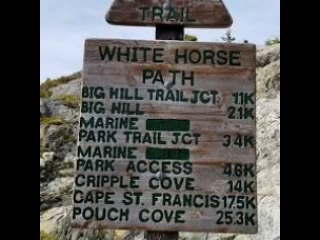 TRAIL
WHITE HORSE
PATH
BIG HILL TRAIL JCT 1.1K
BIG HILL 2.1K
MARINE
PARK TRAIL JCT 3.4K
MARINE
PARK ACCESS 4.6K
CRIPPLE COVE 14K
CAPE ST. FRANCIS 17.5K
POUCH COVE 25.3K